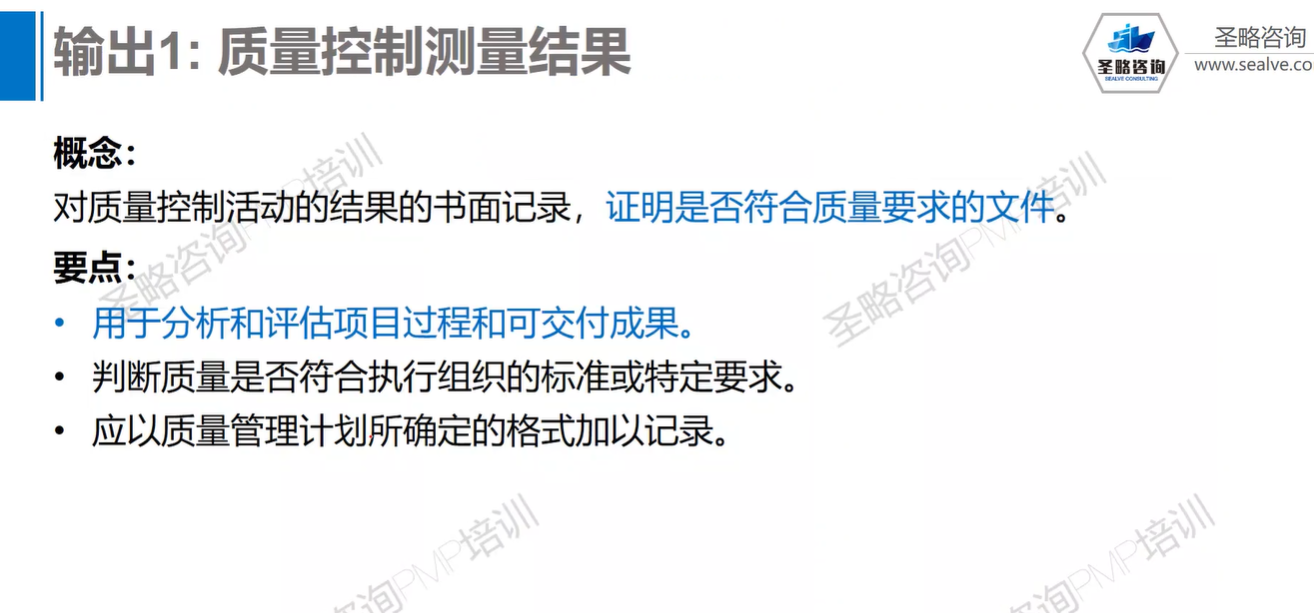 输出1: 质量控制测量结果
圣略咨询
SEALVE CONSULTING
圣略咨询
www.sealve.co
概念：
对质量控制活动的结果的书面记录，证明是否符合质量要求的文件。
要点：
• 用于分析和评估项目过程和可交付成果。
• 判断质量是否符合执行组织的标准或特定要求。
• 应以质量管理计划所确定的格式加以记录。
圣略咨询PMP培训
圣略咨询PMP培训
咨询PMP培训
咨询PMP培训